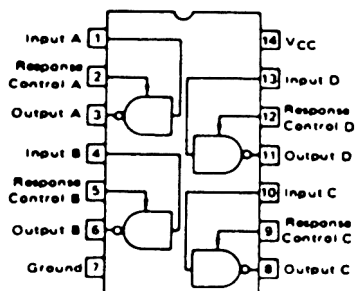 Input A 1
Response
Control A 2
Output A 3
Input B 4
Response
Control B 5
Output B 6
Ground 7
14 VCC
13 Input D
12 Response
Control D
11 Output D
10 Input C
9 Response
Control C
8 Output C